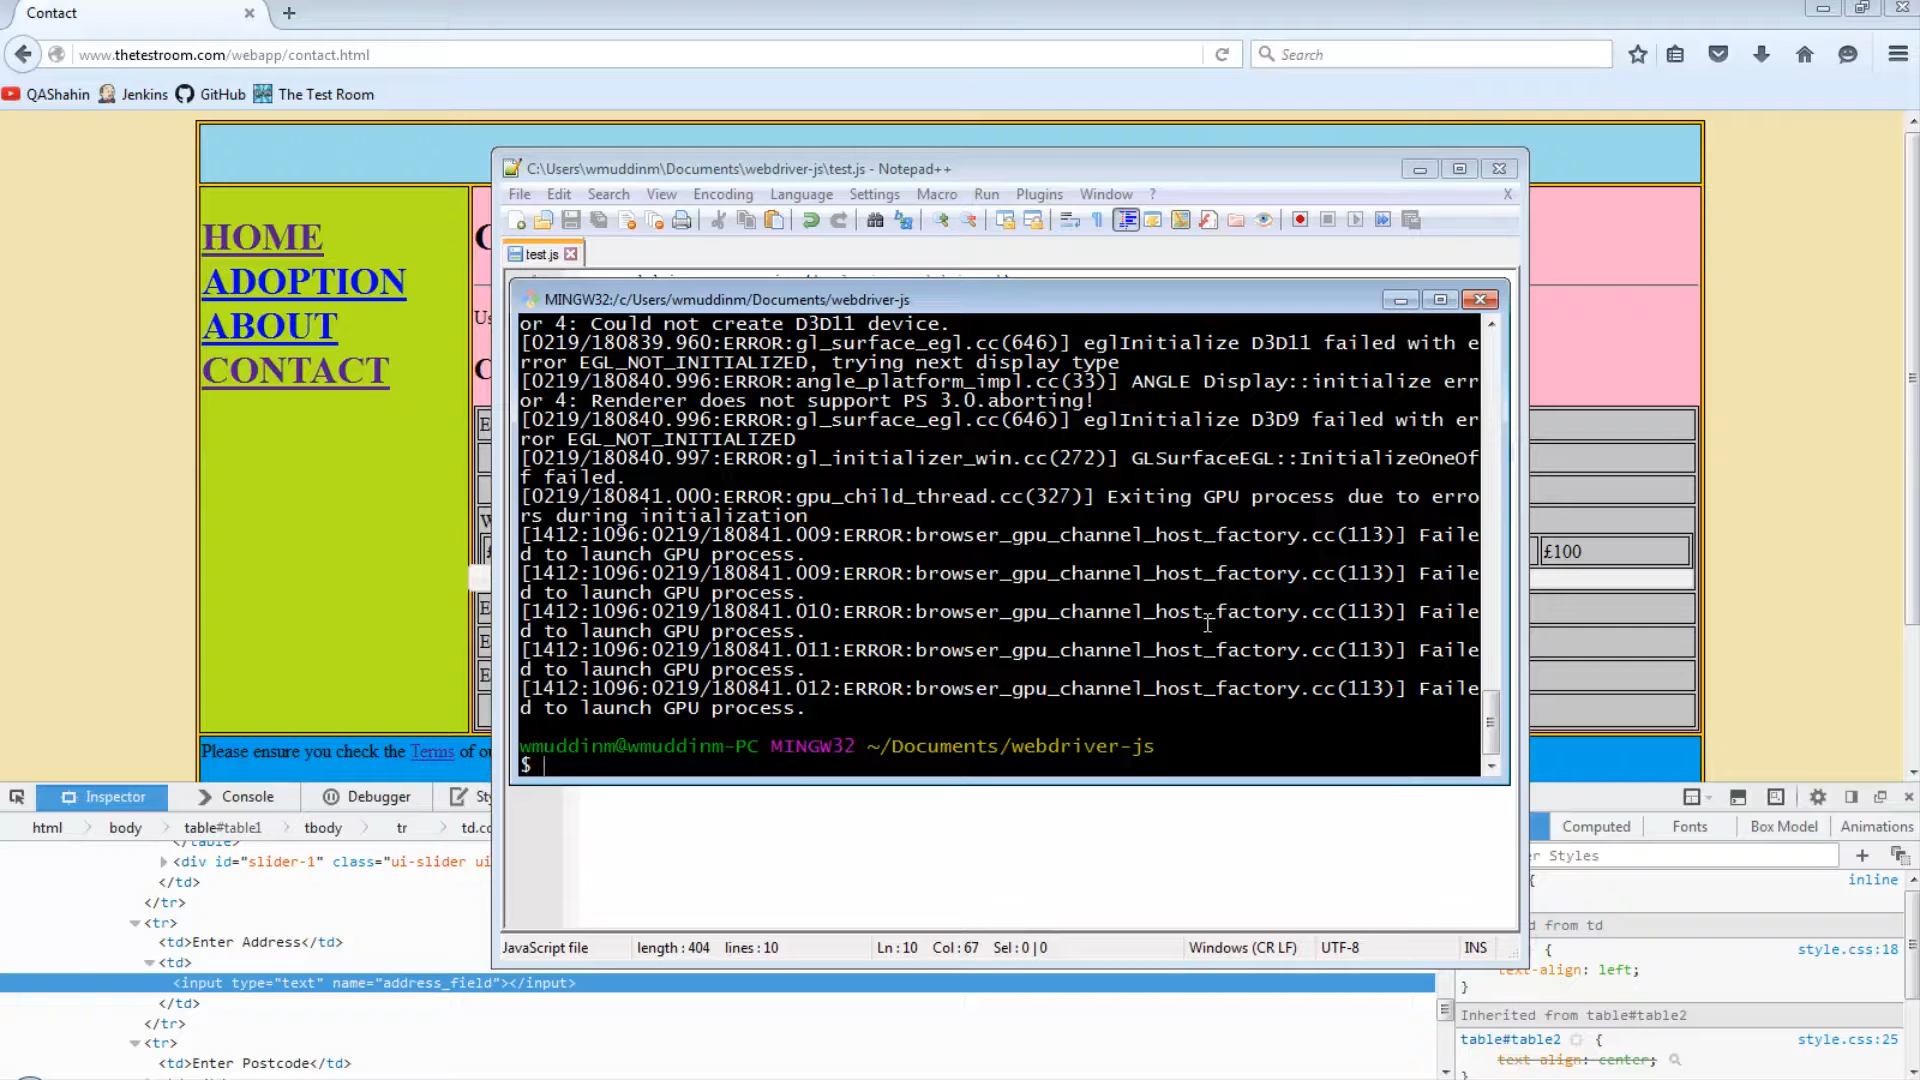 Contact
www.thetestroom.com/webapp/contact.html
Search
QAShahin Jenkins GitHub The Test Room
HOME
ADOPTION
ABOUT
CONTACT
£100
Please ensure you check the Terms of ou
C:\Users\wmuddinm\Documents\webdriver-js\test.js - Notepad++
File Edit Search View Encoding Language Settings Macro Run Plugins Window ? X
test.js
MINGW32:/c/Users/wmuddinm/Documents/webdriver-js
or 4: Could not create D3D11 device.
[0219/180839.960:ERROR:gl_surface_egl.cc(646)] eglInitialize D3D11 failed with e
rror EGL_NOT_INITIALIZED, trying next display type
[0219/180840.996:ERROR:angle_platform_impl.cc(33)] ANGLE Display::initialize err
or 4: Renderer does not support PS 3.0.aborting!
[0219/180840.996:ERROR:gl_surface_egl.cc(646)] eglInitialize D3D9 failed with er
ror EGL_NOT_INITIALIZED
[0219/180840.997:ERROR:gl_initializer_win.cc(272)] GLSurfaceEGL::InitializeOneOf
f failed.
[0219/180841.000:ERROR:gpu_child_thread.cc(327)] Exiting GPU process due to erro
rs during initialization
[1412:1096:0219/180841.009:ERROR:browser_gpu_channel_host_factory.cc(113)] Faile
d to launch GPU process.
[1412:1096:0219/180841.009:ERROR:browser_gpu_channel_host_factory.cc(113)] Faile
d to launch GPU process.
[1412:1096:0219/180841.010:ERROR:browser_gpu_channel_host_factory.cc(113)] Faile
d to launch GPU process.
[1412:1096:0219/180841.011:ERROR:browser_gpu_channel_host_factory.cc(113)] Faile
d to launch GPU process.
[1412:1096:0219/180841.012:ERROR:browser_gpu_channel_host_factory.cc(113)] Faile
d to launch GPU process.
wmuddinm@wmuddinm-PC MINGW32 ~/Documents/webdriver-js
$
JavaScript file length : 404 lines : 10 Ln : 10 Col : 67 Sel : 0 | 0 Windows (CR LF) UTF-8 INS
Inspector Console Debugger Sty
html body table#table1 tbody tr td.co
</table>
<div id="slider-1" class="ui-slider ui
</td>
</tr>
<tr>
<td>Enter Address</td>
<td>
<input type="text" name="address_field"></input>
</td>
</tr>
<tr>
<td>Enter Postcode</td>
Computed Fonts Box Model Animations
r Styles
{ inline
d from td
{ style.css:18
text-align: left;
}
Inherited from table#table2
table#table2 { style.css:25
text-align: center;
}